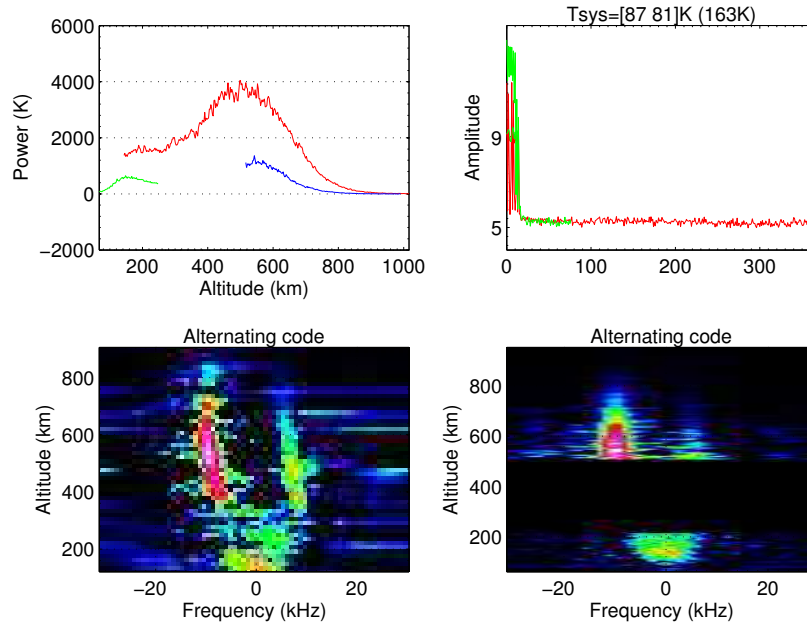 6000
4000
2000
0
−2000
Power (K)
200 400 600 800 1000
Altitude (km)
Tsys=[87 81]K (163K)
9
5
Amplitude
0 100 200 300
Alternating code
800
600
400
200
Altitude (km)
−20 0 20
Frequency (kHz)
Alternating code
800
600
400
200
Altitude (km)
−20 0 20
Frequency (kHz)